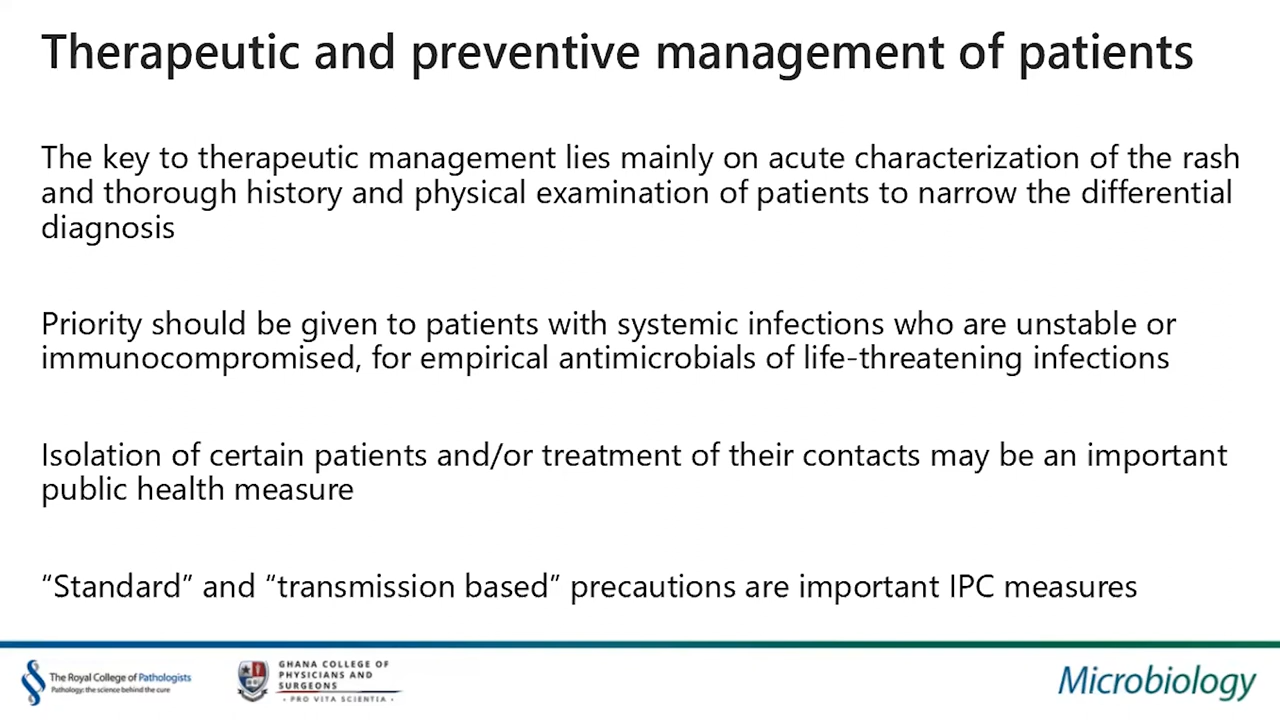 Therapeutic and preventive management of patients
The key to therapeutic management lies mainly on acute characterization of the rash
and thorough history and physical examination of patients to narrow the differential
diagnosis
Priority should be given to patients with systemic infections who are unstable or
immunocompromised, for empirical antimicrobials of life-threatening infections
Isolation of certain patients and/or treatment of their contacts may be an important
public health measure
“Standard” and “transmission based” precautions are important IPC measures
The Royal College of Pathologists
Pathology: the science behind the cure
GHANA COLLEGE OF
PHYSICIANS AND
SURGEONS
· PRO VITA SCIENTIA ·
Microbiology